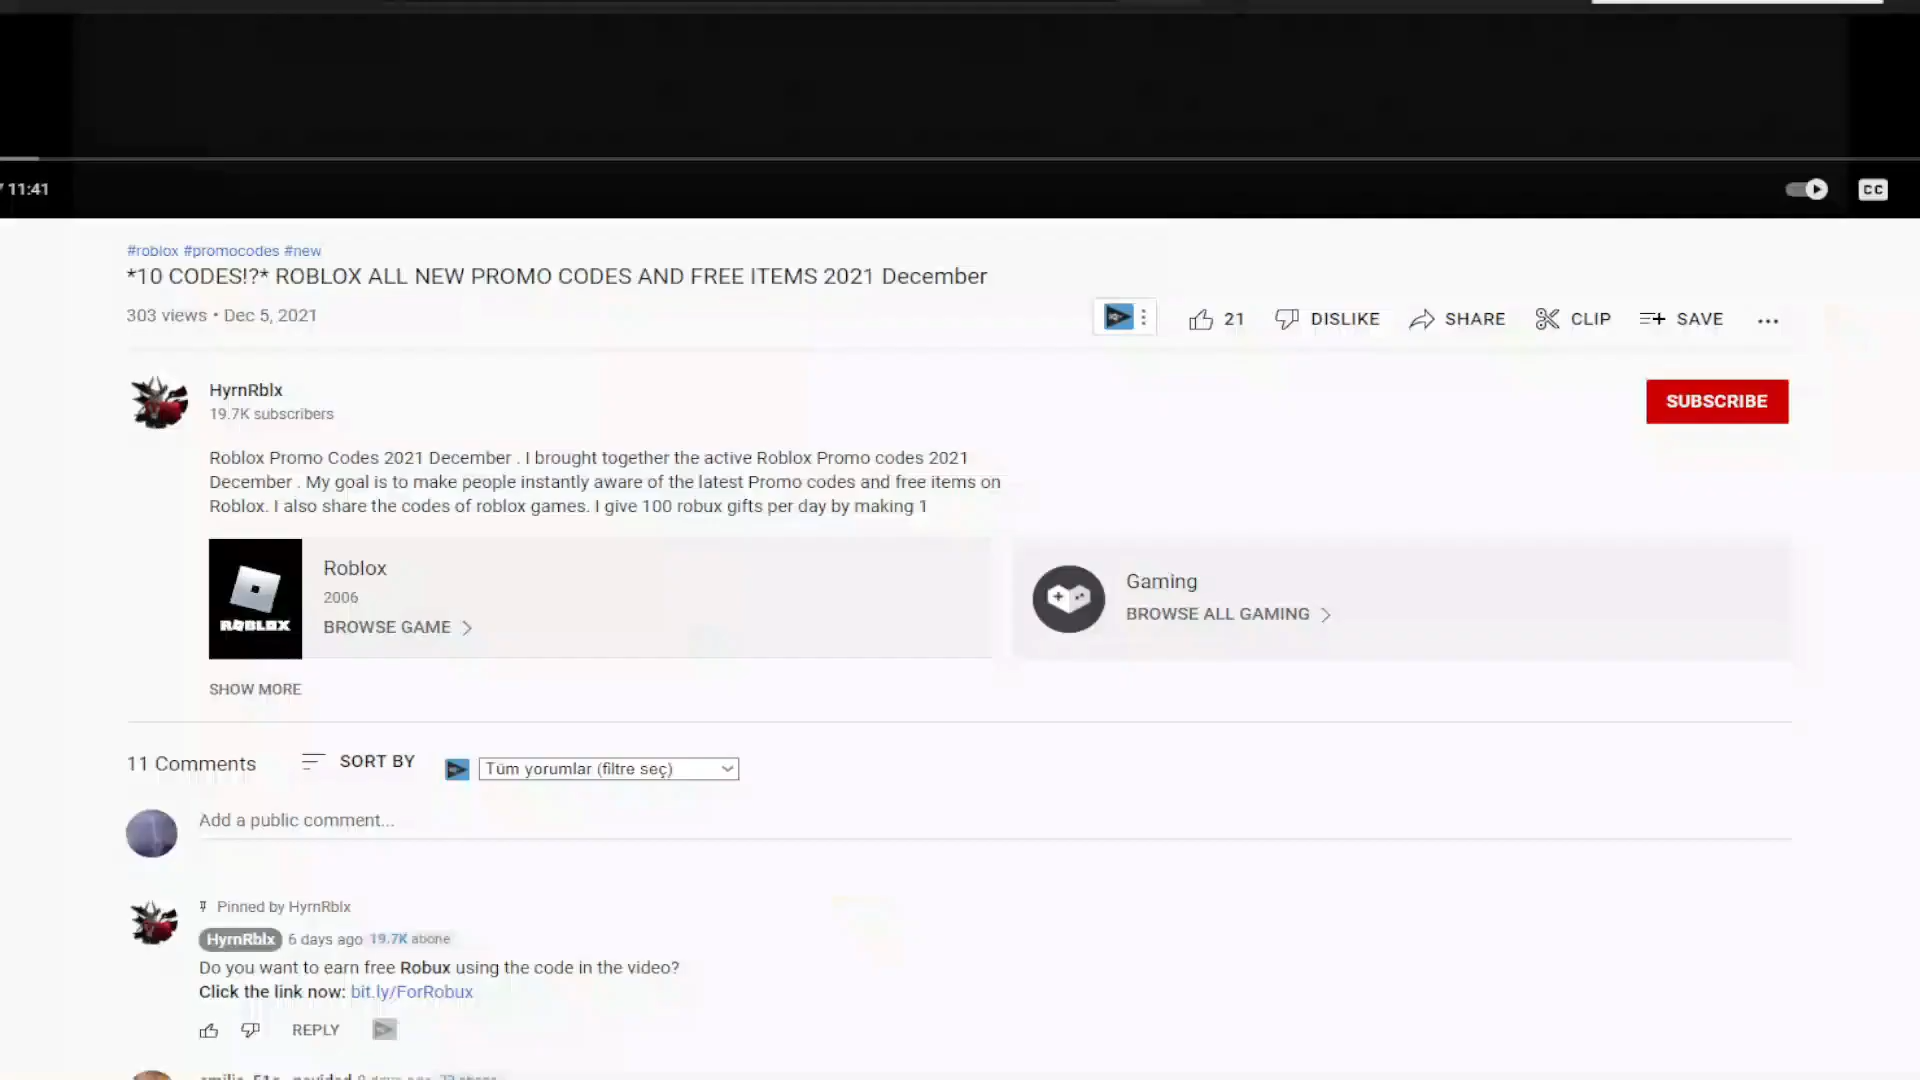 / 11:41
CC
#roblox #promocodes #new
*10 CODES!?* ROBLOX ALL NEW PROMO CODES AND FREE ITEMS 2021 December
303 views • Dec 5, 2021
21 DISLIKE SHARE CLIP SAVE ...
HyrnRblx
19.7K subscribers
SUBSCRIBE
Roblox Promo Codes 2021 December . I brought together the active Roblox Promo codes 2021
December . My goal is to make people instantly aware of the latest Promo codes and free items on
Roblox. I also share the codes of roblox games. I give 100 robux gifts per day by making 1
ROBLOX
Roblox
2006
BROWSE GAME
Gaming
BROWSE ALL GAMING
SHOW MORE
11 Comments SORT BY Tüm yorumlar (filtre seç)
Add a public comment...
Pinned by HyrnRblx
HyrnRblx 6 days ago 19.7K abone
Do you want to earn free Robux using the code in the video?
Click the link now: bit.ly/ForRobux
REPLY